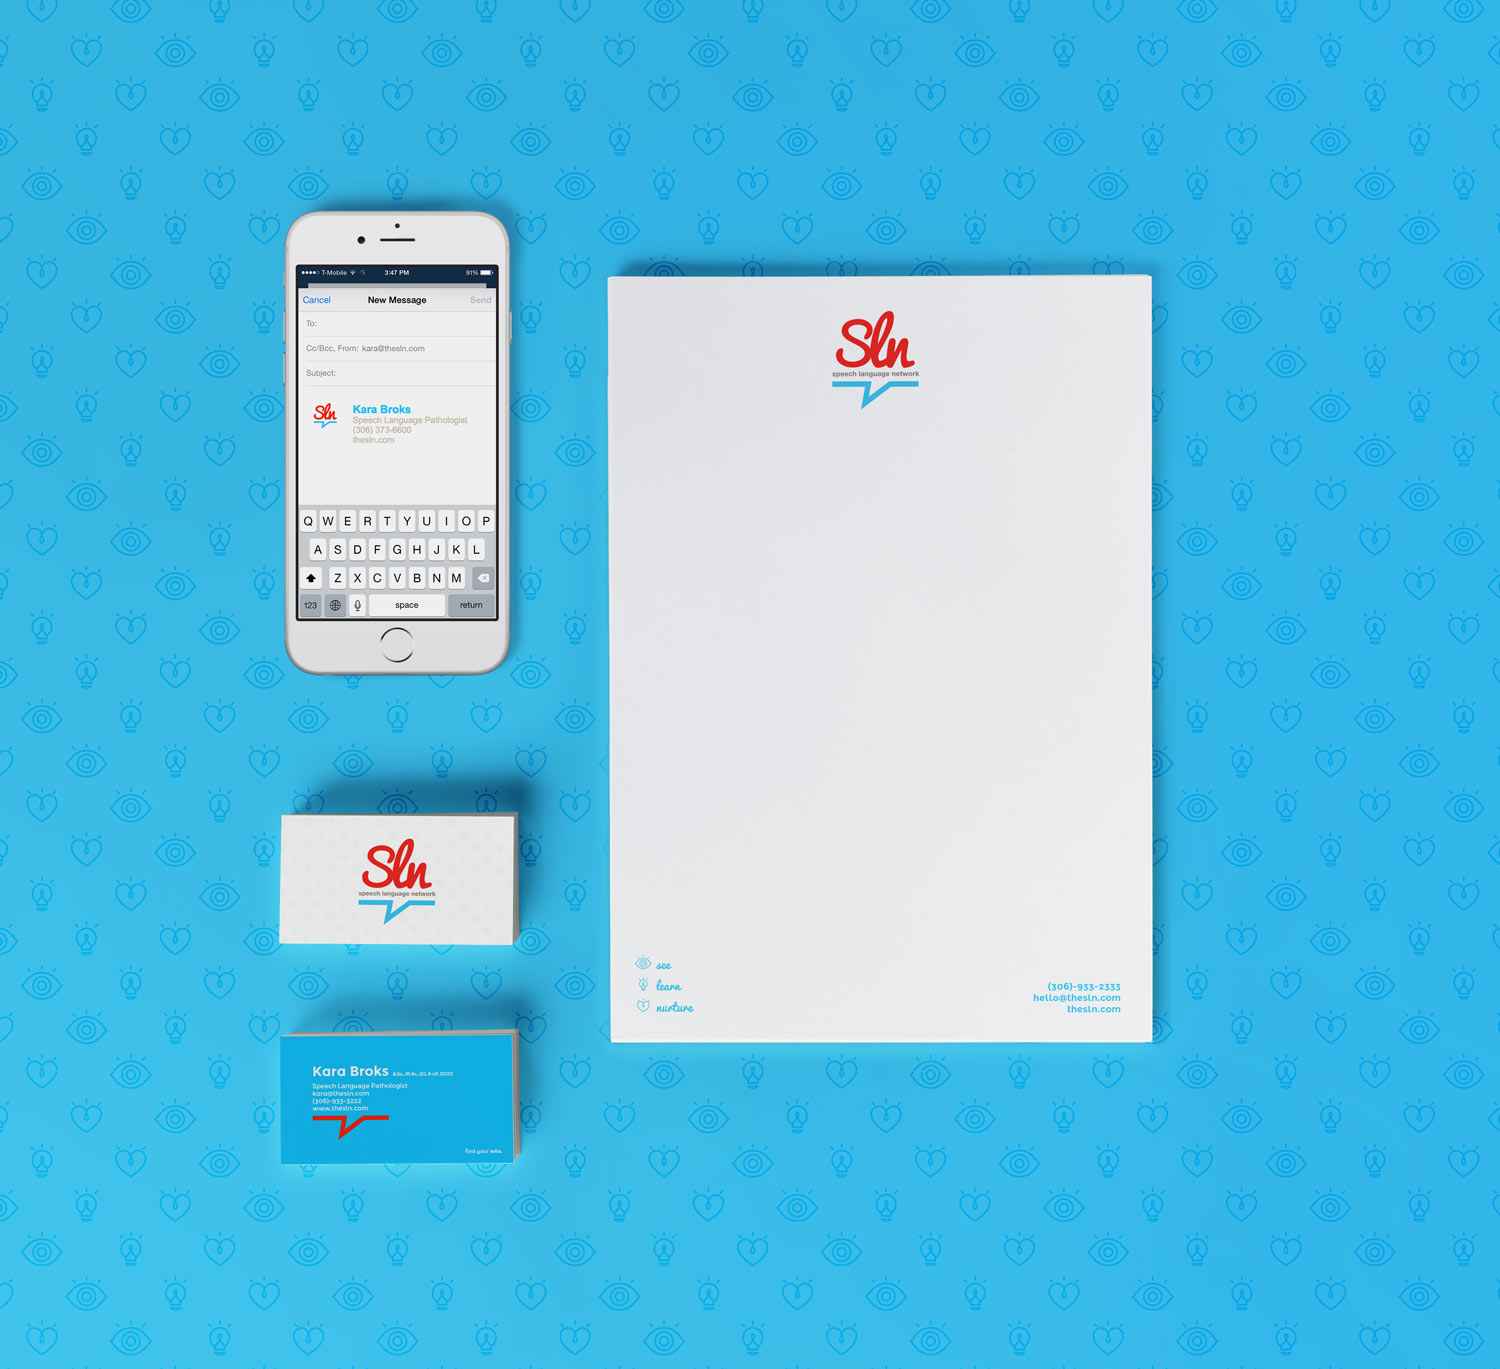 T-Mobile 3:47 PM 91%
Cancel New Message Send
To:
Cc/Bcc, From: kara@thesln.com
Subject:
Sln
Kara Broks
Speech Language Pathologist
(306) 373-6600
thesln.com
Q W E R T Y U I O P
A S D F G H J K L
Z X C V B N M
123 space return
Sln
speech language network
see
learn
nurture
(306)-933-2333
hello@thesln.com
thesln.com
Sln
speech language network
Kara Broks
Speech Language Pathologist
kara@thesln.com
(306)-933-3222
www.thesln.com
find your